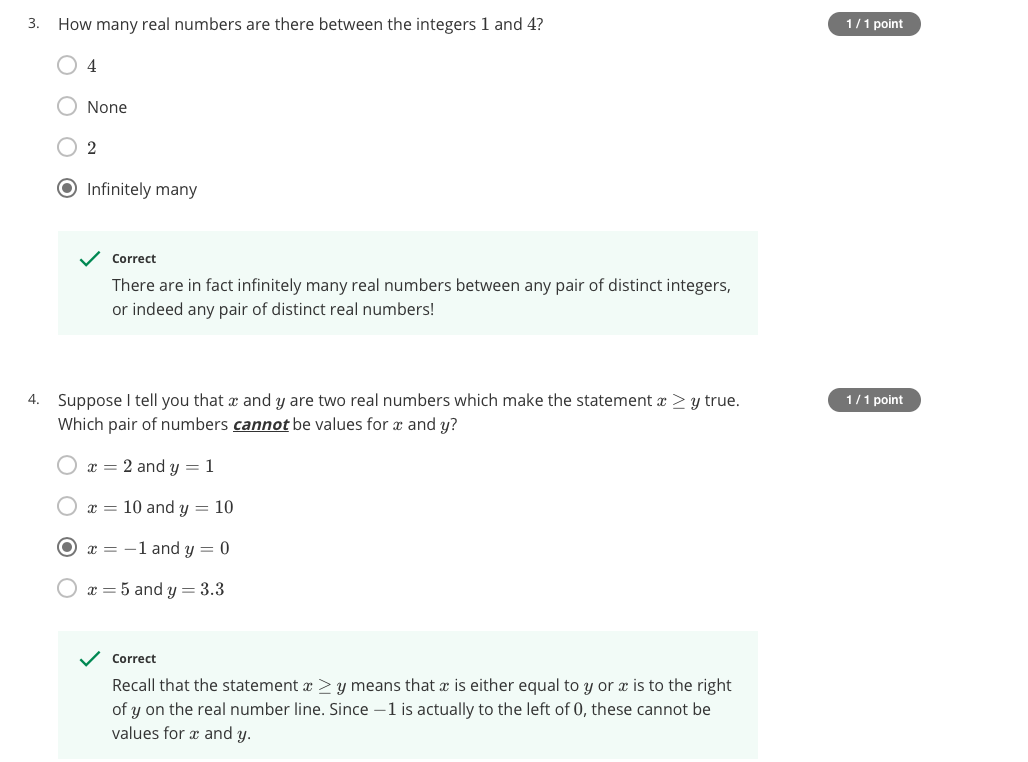 3. How many real numbers are there between the integers 1 and 4?
1 / 1 point
4
None
2
Infinitely many
Correct
There are in fact infinitely many real numbers between any pair of distinct integers,
or indeed any pair of distinct real numbers!
4. Suppose I tell you that x and y are two real numbers which make the statement x ≥ y true.
1 / 1 point
Which pair of numbers cannot be values for x and y?
x = 2 and y = 1
x = 10 and y = 10
x = −1 and y = 0
x = 5 and y = 3.3
Correct
Recall that the statement x ≥ y means that x is either equal to y or x is to the right
of y on the real number line. Since −1 is actually to the left of 0, these cannot be
values for x and y.